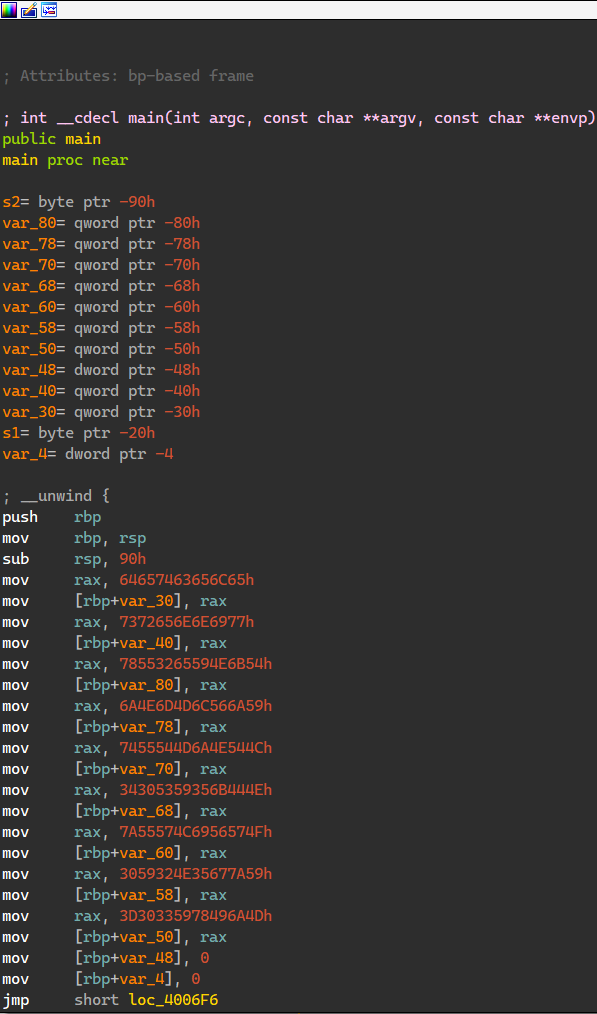 ; Attributes: bp-based frame
; int __cdecl main(int argc, const char **argv, const char **envp)
public main
main proc near
s2= byte ptr -90h
var_80= qword ptr -80h
var_78= qword ptr -78h
var_70= qword ptr -70h
var_68= qword ptr -68h
var_60= qword ptr -60h
var_58= qword ptr -58h
var_50= qword ptr -50h
var_48= dword ptr -48h
var_40= qword ptr -40h
var_30= qword ptr -30h
s1= byte ptr -20h
var_4= dword ptr -4
; __unwind {
push rbp
mov rbp, rsp
sub rsp, 90h
mov rax, 64657463656C65h
mov [rbp+var_30], rax
mov rax, 7372656E6E6977h
mov [rbp+var_40], rax
mov rax, 78553265594E6B54h
mov [rbp+var_80], rax
mov rax, 6A4E6D4D6C566A59h
mov [rbp+var_78], rax
mov rax, 7455544D6A4E544Ch
mov [rbp+var_70], rax
mov rax, 34305359356B444Eh
mov [rbp+var_68], rax
mov rax, 7A55574C6956574Fh
mov [rbp+var_60], rax
mov rax, 3059324E35677A59h
mov [rbp+var_58], rax
mov rax, 3D30335978496A4Dh
mov [rbp+var_50], rax
mov [rbp+var_48], 0
mov [rbp+var_4], 0
jmp short loc_4006F6